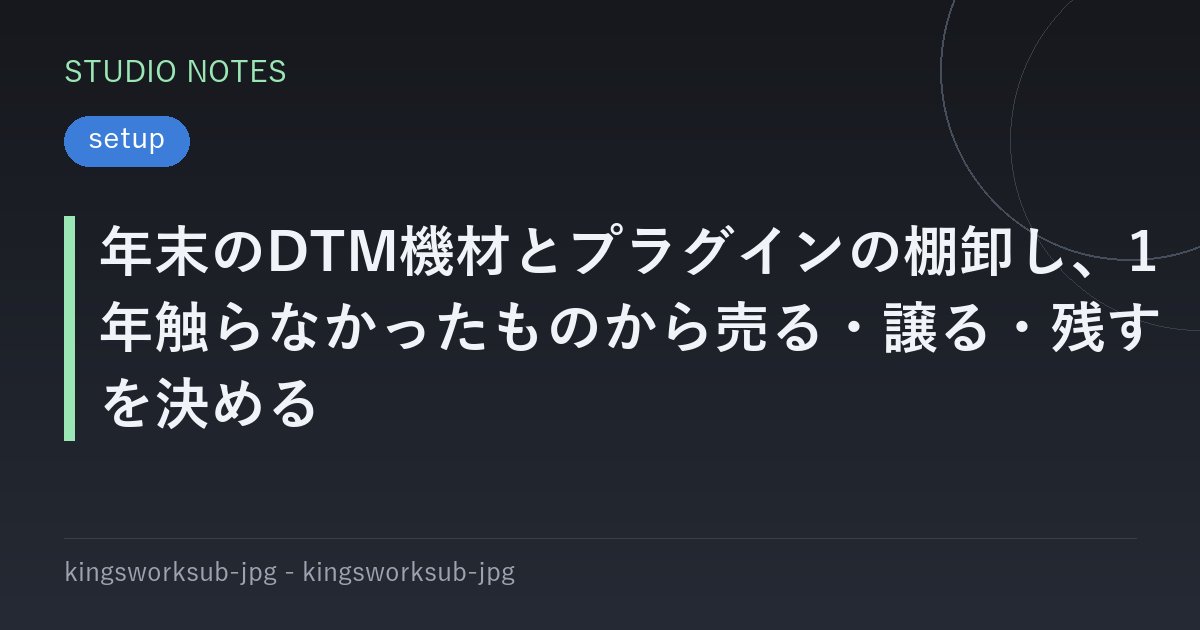 STUDIO NOTES
setup
年末のDTM機材とプラグインの棚卸し、1
年触らなかったものから売る・譲る・残す
を決める
kingsworksub-jpg - kingsworksub-jpg